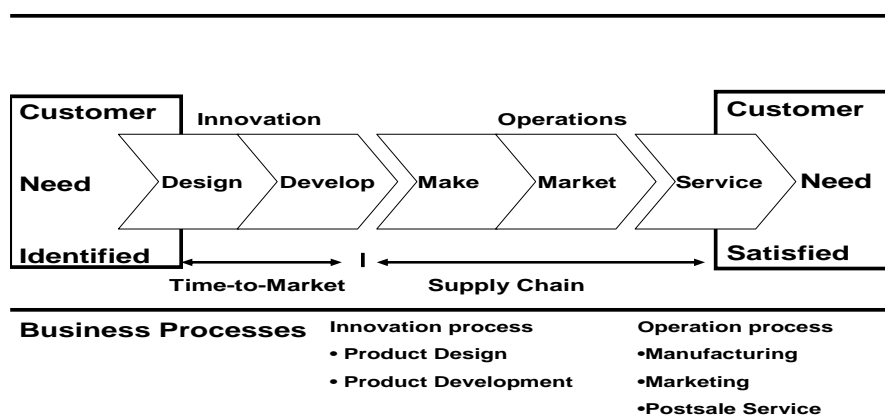 Customer
Need
Identified
Innovation
Operations
Design
Develop
Make
Market
Service
Customer
Need
Satisfied
Time-to-Market
Supply Chain
Business Processes
Innovation process
• Product Design
• Product Development
Operation process
•Manufacturing
•Marketing
•Postsale Service